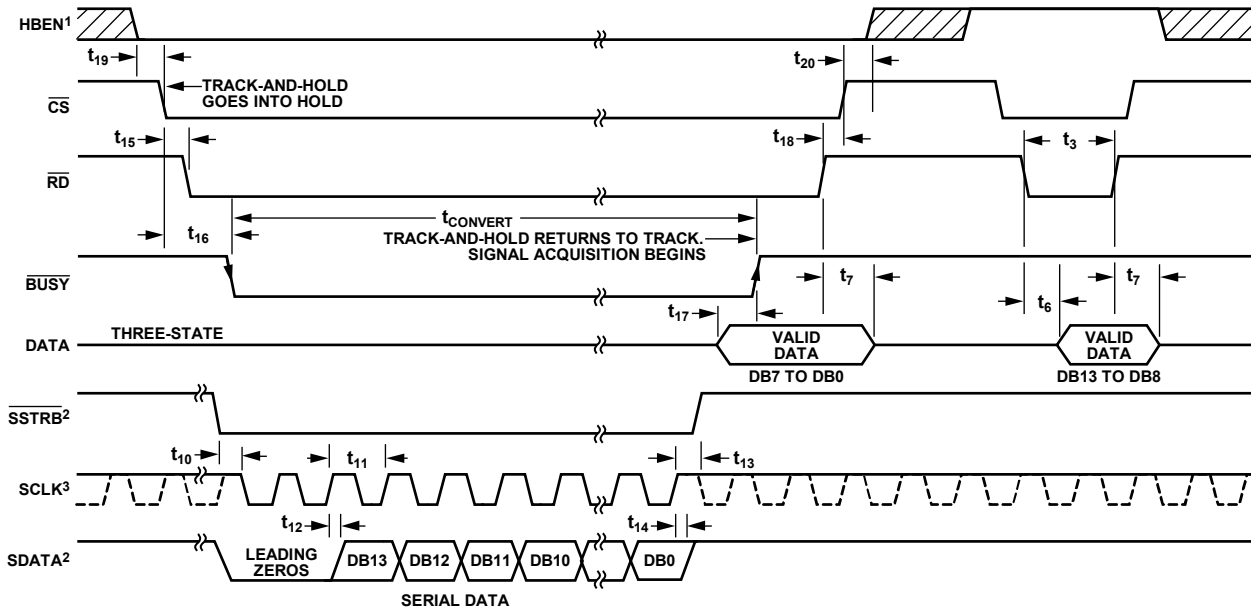 HBEN1
t19
t20
TRACK-AND-HOLD
GOES INTO HOLD
CS
t15
t18
t3
RD
tCONVERT
t16
TRACK-AND-HOLD RETURNS TO TRACK.
SIGNAL ACQUISITION BEGINS
BUSY
t7
t7
t6
t17
THREE-STATE
DATA
VALID
DATA
VALID
DATA
DB7 TO DB0
DB13 TO DB8
SSTRB2
t10
t11
t13
SCLK3
t12
t14
SDATA2
LEADING
ZEROS
DB13
DB12
DB11
DB10
DB0
SERIAL DATA